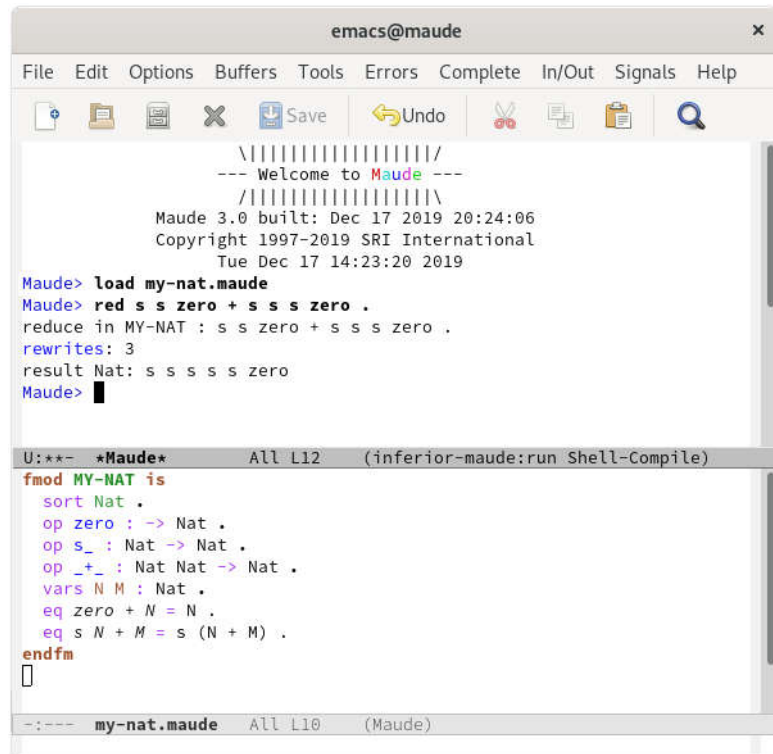 emacs@maude ×
File Edit Options Buffers Tools Errors Complete In/Out Signals Help
Save Undo
\||||||||||||||||||/
--- Welcome to Maude ---
/||||||||||||||||||\
Maude 3.0 built: Dec 17 2019 20:24:06
Copyright 1997-2019 SRI International
Tue Dec 17 14:23:20 2019
Maude> load my-nat.maude
Maude> red s s zero + s s s zero .
reduce in MY-NAT : s s zero + s s s zero .
rewrites: 3
result Nat: s s s s s zero
Maude>
U:**- *Maude* All L12 (inferior-maude:run Shell-Compile)
fmod MY-NAT is
  sort Nat .
  op zero : -> Nat .
  op s_ : Nat -> Nat .
  op _+_ : Nat Nat -> Nat .
  vars N M : Nat .
  eq zero + N = N .
  eq s N + M = s (N + M) .
endfm
-:--- my-nat.maude All L10 (Maude)